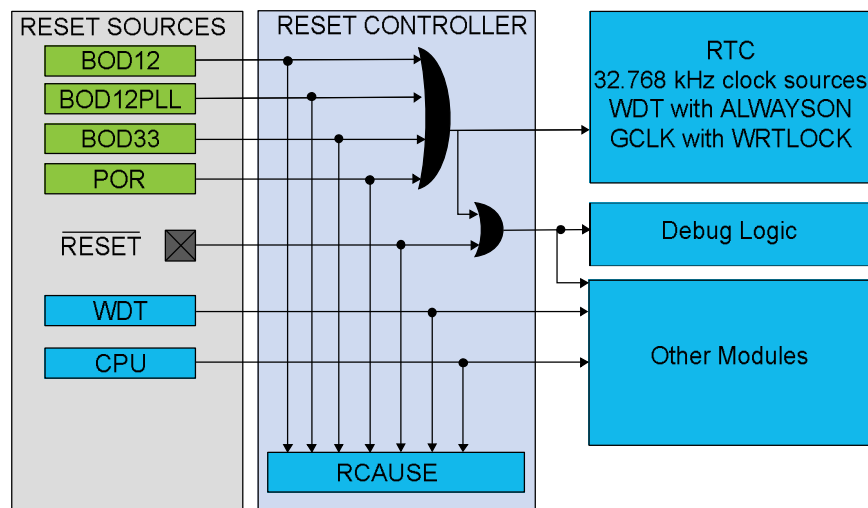 RESET SOURCES
BOD12
BOD12PLL
BOD33
POR
RESET
WDT
CPU
RESET CONTROLLER
RCAUSE
RTC
32.768 kHz clock sources
WDT with ALWAYSON
GCLK with WRTLOCK
Debug Logic
Other Modules